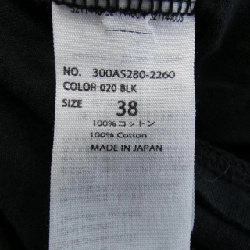 NO. 300AS280-2260
COLOR 020 BLK
SIZE 38
100%コットン
100% Cotton
MADE IN JAPAN